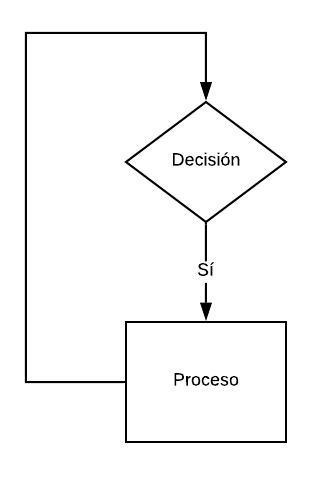 Decisión
Sí
Proceso